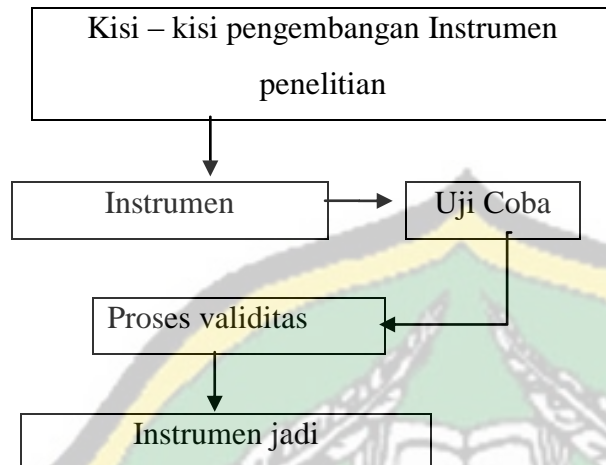 Kisi – kisi pengembangan Instrumen
penelitian
Instrumen
Uji Coba
Proses validitas
Instrumen jadi